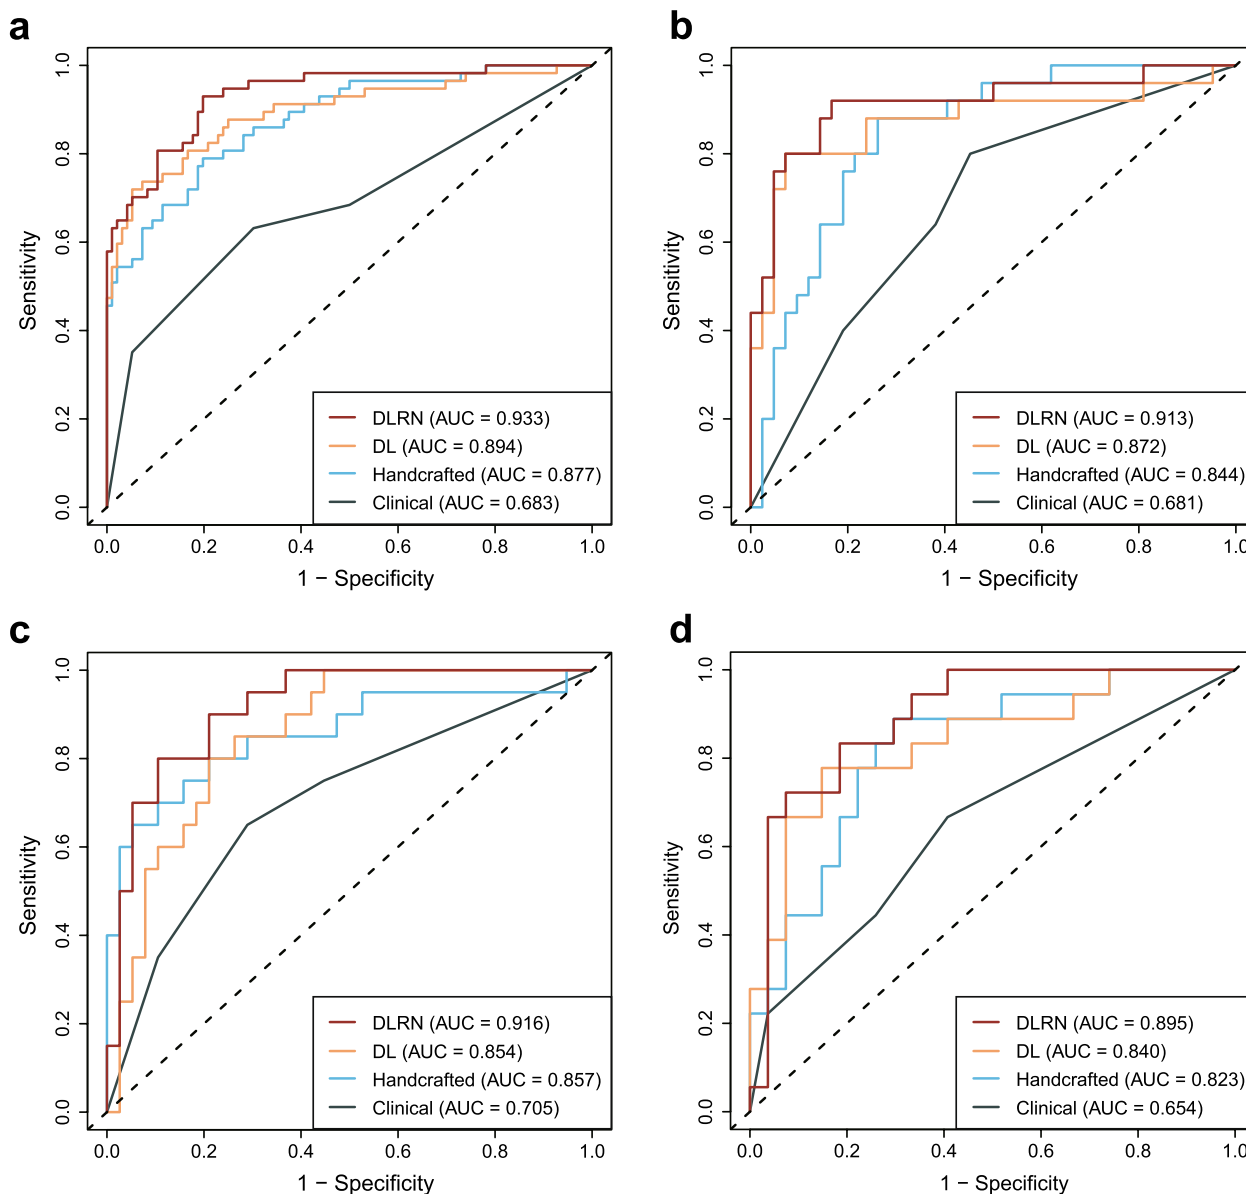 a
1.0
0.8
0.6
0.4
0.2
0.0
Sensitivity
0.0 0.2 0.4 0.6 0.8 1.0
1 − Specificity
DLRN (AUC = 0.933)
DL (AUC = 0.894)
Handcrafted (AUC = 0.877)
Clinical (AUC = 0.683)
b
1.0
0.8
0.6
0.4
0.2
0.0
Sensitivity
0.0 0.2 0.4 0.6 0.8 1.0
1 − Specificity
DLRN (AUC = 0.913)
DL (AUC = 0.872)
Handcrafted (AUC = 0.844)
Clinical (AUC = 0.681)
c
1.0
0.8
0.6
0.4
0.2
0.0
Sensitivity
0.0 0.2 0.4 0.6 0.8 1.0
1 − Specificity
DLRN (AUC = 0.916)
DL (AUC = 0.854)
Handcrafted (AUC = 0.857)
Clinical (AUC = 0.705)
d
1.0
0.8
0.6
0.4
0.2
0.0
Sensitivity
0.0 0.2 0.4 0.6 0.8 1.0
1 − Specificity
DLRN (AUC = 0.895)
DL (AUC = 0.840)
Handcrafted (AUC = 0.823)
Clinical (AUC = 0.654)